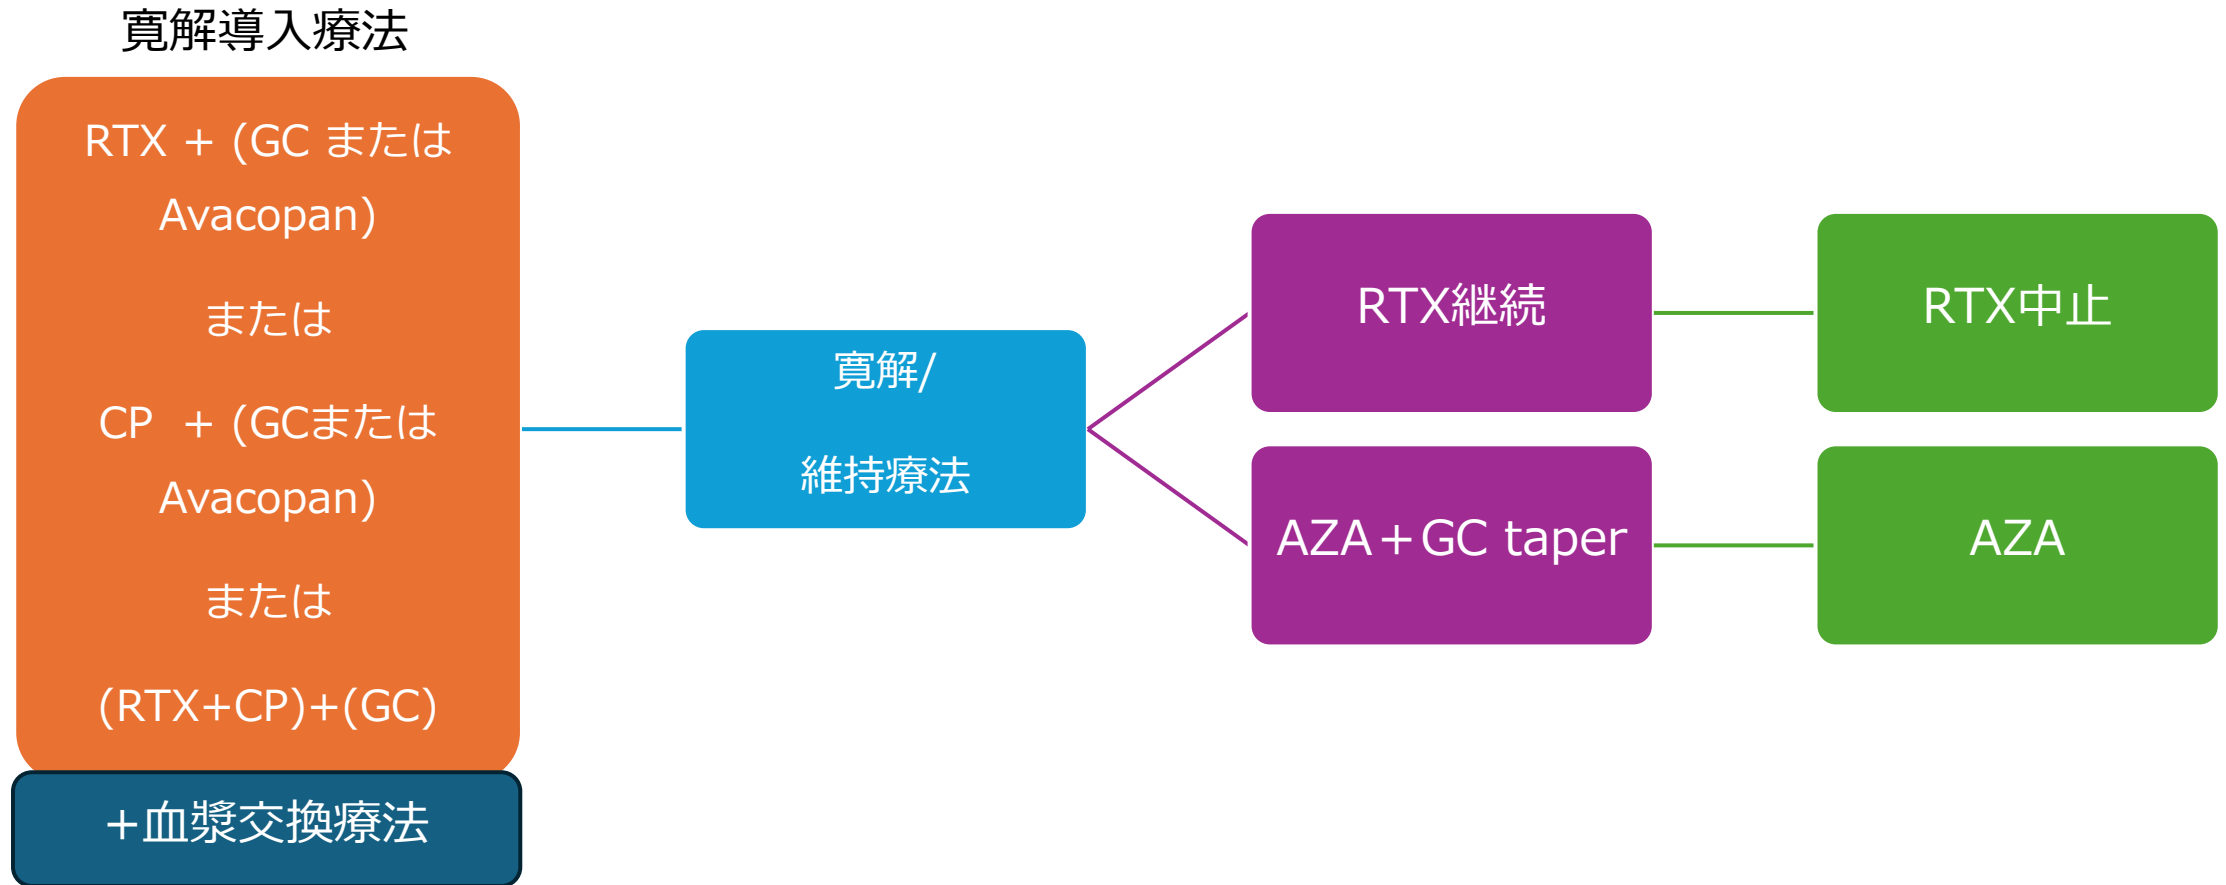 寛解導入療法
RTX + (GC または
Avacopan)
または
CP + (GCまたは
Avacopan)
または
(RTX+CP)+(GC)
+血漿交換療法
寛解/
維持療法
RTX継続
RTX中止
AZA＋GC taper
AZA